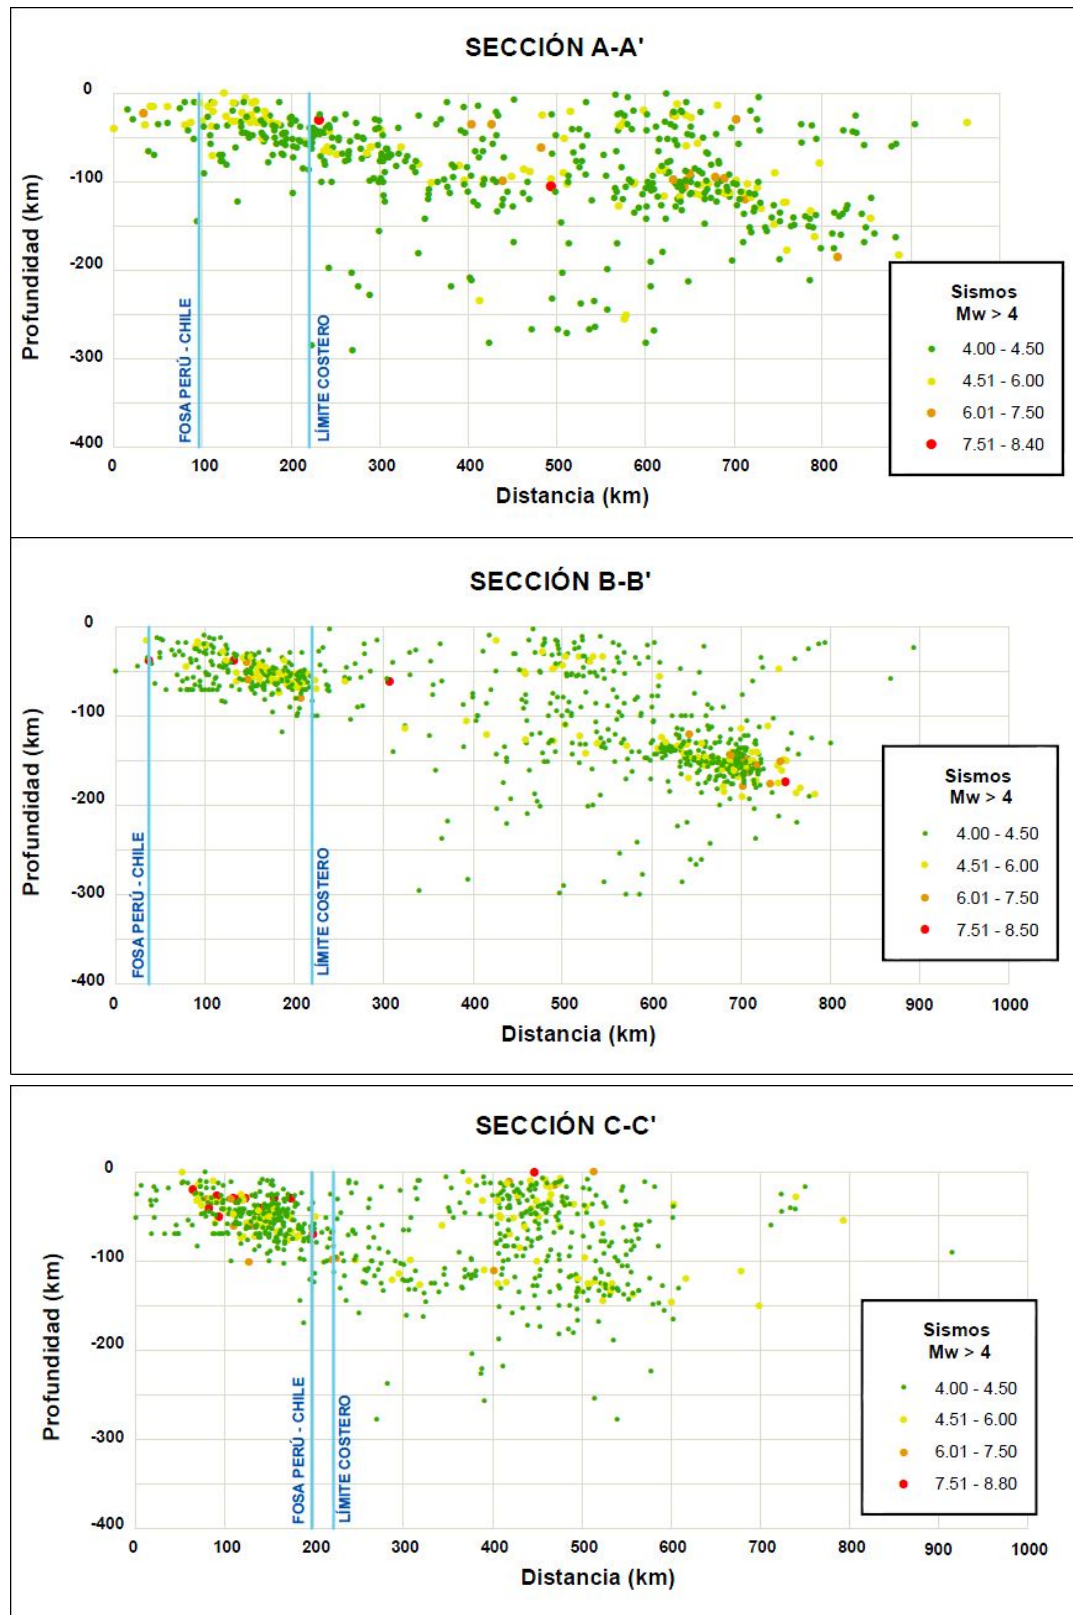 SECCIÓN A-A'
0
-100
-200
-300
-400
Profundidad (km)
FOSA PERÚ - CHILE
LÍMITE COSTERO
0 100 200 300 400 500 600 700 800
Distancia (km)
Sismos
Mw > 4
4.00 - 4.50
4.51 - 6.00
6.01 - 7.50
7.51 - 8.40
SECCIÓN B-B'
0
-100
-200
-300
-400
Profundidad (km)
FOSA PERÚ - CHILE
LÍMITE COSTERO
0 100 200 300 400 500 600 700 800 900 1000
Distancia (km)
Sismos
Mw > 4
4.00 - 4.50
4.51 - 6.00
6.01 - 7.50
7.51 - 8.50
SECCIÓN C-C'
0
-100
-200
-300
-400
Profundidad (km)
FOSA PERÚ - CHILE
LÍMITE COSTERO
0 100 200 300 400 500 600 700 800 900 1000
Distancia (km)
Sismos
Mw > 4
4.00 - 4.50
4.51 - 6.00
6.01 - 7.50
7.51 - 8.80